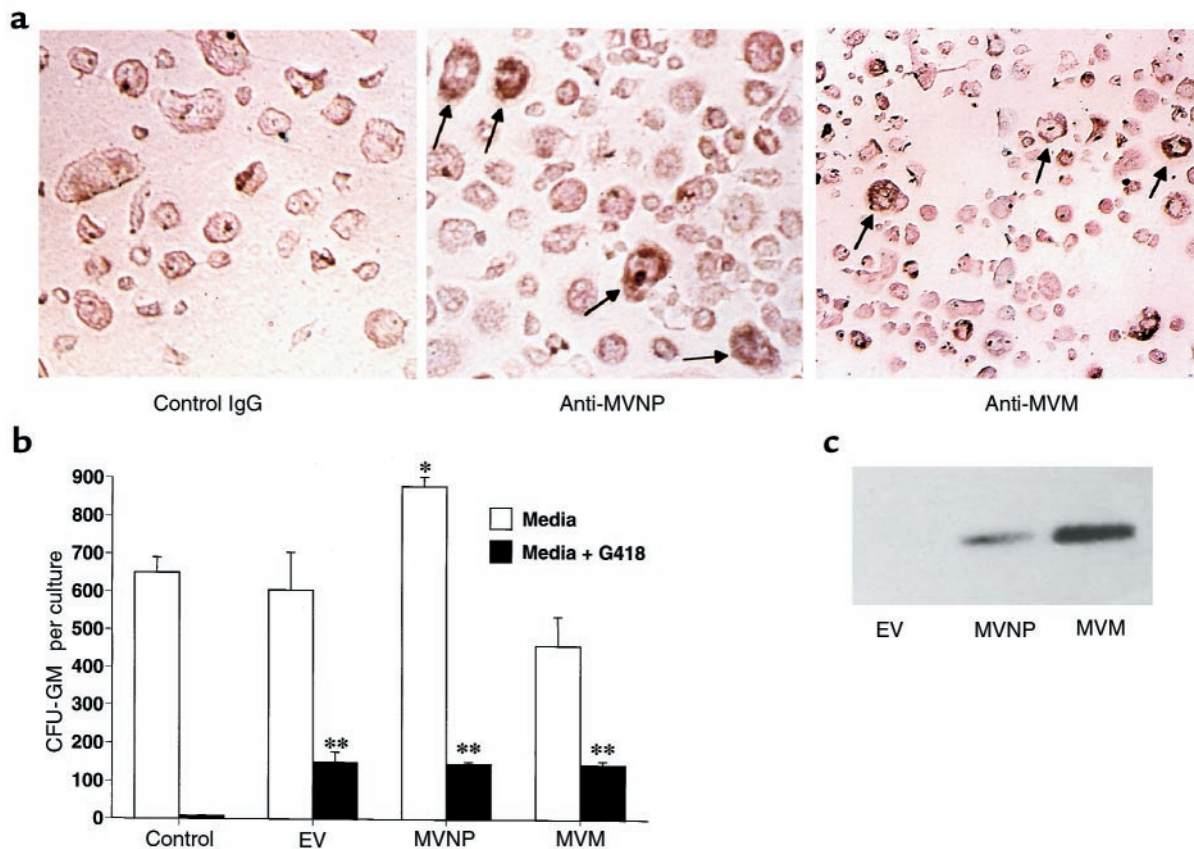 a
Control IgG
Anti-MVNP
Anti-MVM
b
CFU-GM per culture
900
800
700
600
500
400
300
200
100
0
*
**
**
**
Media
Media + G418
Control
EV
MVNP
MVM
c
EV
MVNP
MVM